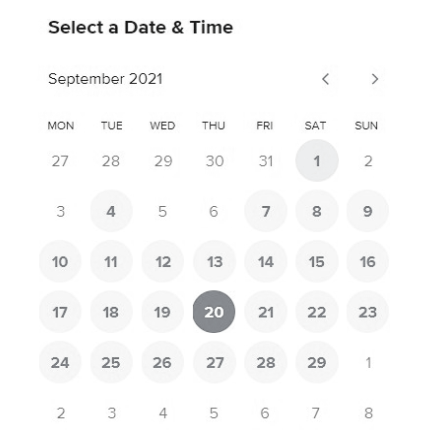 Select a Date & Time
September 2021
MON TUE WED THU FRI SAT SUN
27 28 29 30 31 1 2
3 4 5 6 7 8 9
10 11 12 13 14 15 16
17 18 19 20 21 22 23
24 25 26 27 28 29 1
2 3 4 5 6 7 8